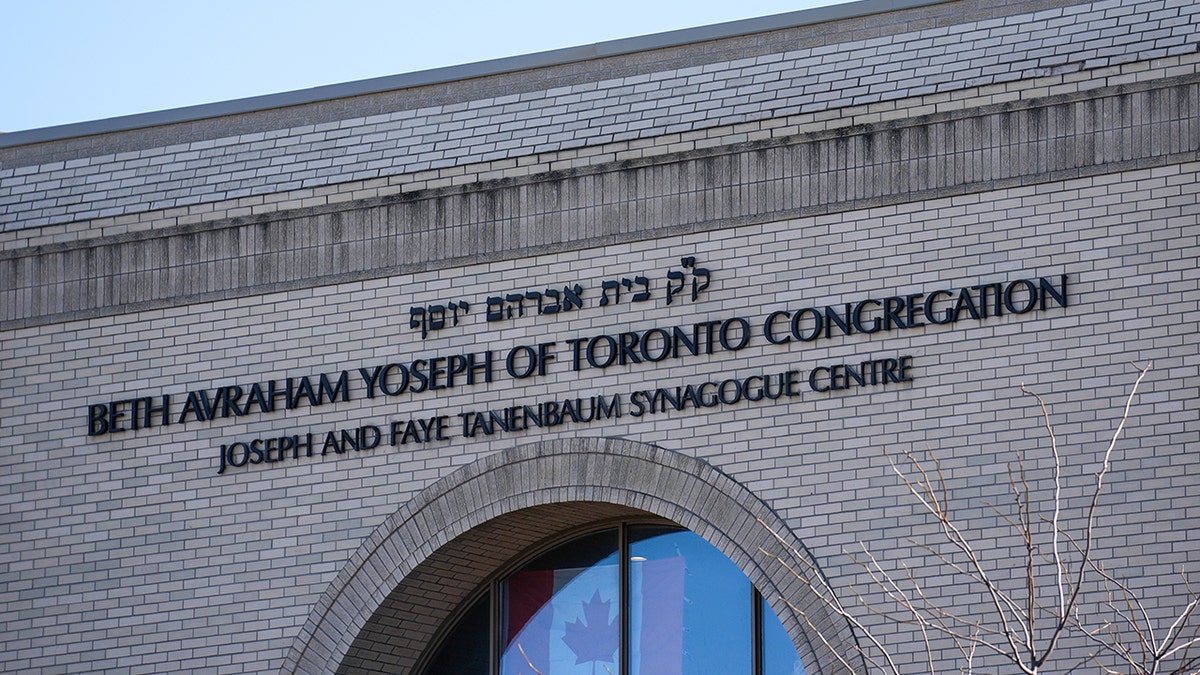 ק״ק בית אברהם יוסף
BETH AVRAHAM YOSEPH OF TORONTO CONGREGATION
JOSEPH AND FAYE TANENBAUM SYNAGOGUE CENTRE